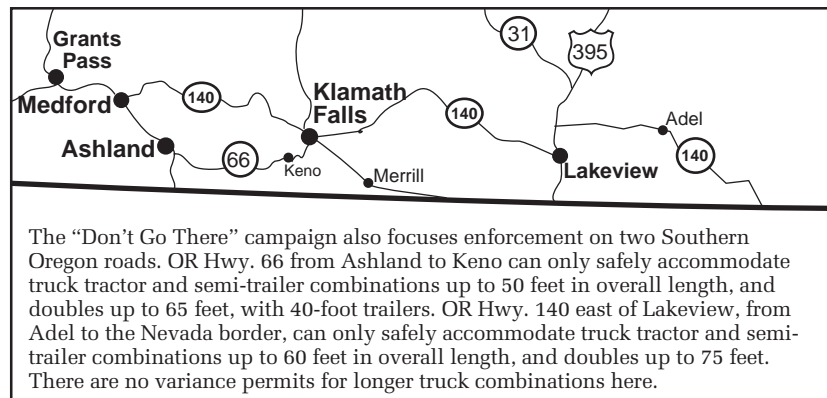 31
395
Grants
Pass
Medford
140
Klamath
Falls
140
Adel
Ashland
66
Keno
Merrill
Lakeview
140
The “Don’t Go There” campaign also focuses enforcement on two Southern
Oregon roads. OR Hwy. 66 from Ashland to Keno can only safely accommodate
truck tractor and semi-trailer combinations up to 50 feet in overall length, and
doubles up to 65 feet, with 40-foot trailers. OR Hwy. 140 east of Lakeview, from
Adel to the Nevada border, can only safely accommodate truck tractor and semi-
trailer combinations up to 60 feet in overall length, and doubles up to 75 feet.
There are no variance permits for longer truck combinations here.